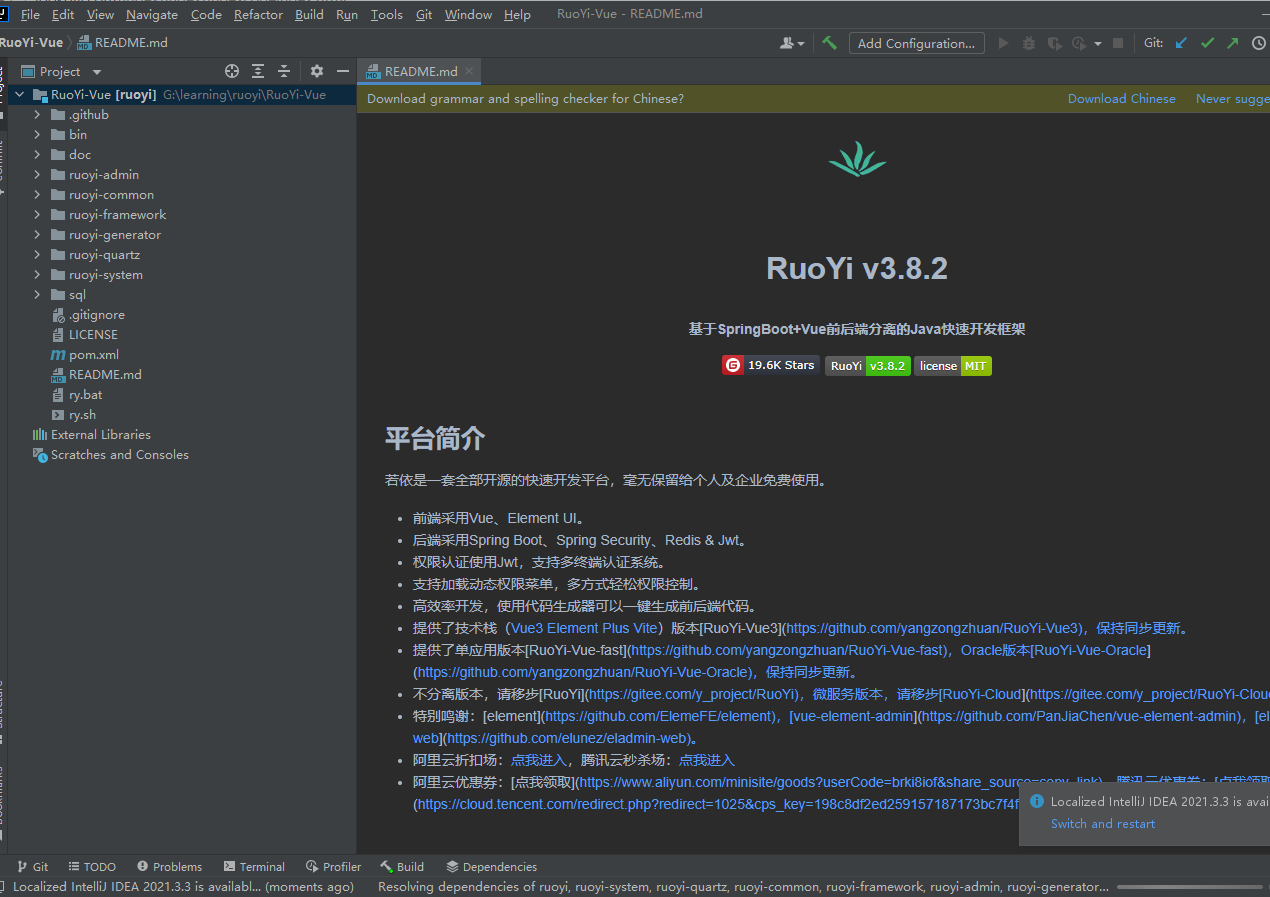 File Edit View Navigate Code Refactor Build Run Tools Git Window Help RuoYi-Vue - README.md
RuoYi-Vue README.md Add Configuration... Git:
Project
README.md
RuoYi-Vue [ruoyi] G:\learning\ruoyi\RuoYi-Vue
.github
bin
doc
ruoyi-admin
ruoyi-common
ruoyi-framework
ruoyi-generator
ruoyi-quartz
ruoyi-system
sql
.gitignore
LICENSE
pom.xml
README.md
ry.bat
ry.sh
External Libraries
Scratches and Consoles
Download grammar and spelling checker for Chinese? Download Chinese Never sugge
RuoYi v3.8.2
基于SpringBoot+Vue前后端分离的Java快速开发框架
19.6K Stars RuoYi v3.8.2 license MIT
平台简介
若依是一套全部开源的快速开发平台，毫无保留给个人及企业免费使用。
• 前端采用Vue、Element UI。
• 后端采用Spring Boot、Spring Security、Redis & Jwt。
• 权限认证使用Jwt，支持多终端认证系统。
• 支持加载动态权限菜单，多方式轻松权限控制。
• 高效率开发，使用代码生成器可以一键生成前后端代码。
• 提供了技术栈（Vue3 Element Plus Vite）版本[RuoYi-Vue3](https://github.com/yangzongzhuan/RuoYi-Vue3)，保持同步更新。
• 提供了单应用版本[RuoYi-Vue-fast](https://github.com/yangzongzhuan/RuoYi-Vue-fast)，Oracle版本[RuoYi-Vue-Oracle]
(https://github.com/yangzongzhuan/RuoYi-Vue-Oracle)，保持同步更新。
• 不分离版本，请移步[RuoYi](https://gitee.com/y_project/RuoYi)，微服务版本，请移步[RuoYi-Cloud](https://gitee.com/y_project/RuoYi-Clou
• 特别鸣谢：[element](https://github.com/ElemeFE/element)，[vue-element-admin](https://github.com/PanJiaChen/vue-element-admin)，[el
web](https://github.com/elunez/eladmin-web)。
• 阿里云折扣场：点我进入，腾讯云秒杀场：点我进入
• 阿里云优惠券：[点我领取](https://www.aliyun.com/minisite/goods?userCode=brki8iof&share_source=copy_link)，腾讯云优惠券：[点我领取
(https://cloud.tencent.com/redirect.php?redirect=1025&cps_key=198c8df2ed259157187173bc7f4f
Localized IntelliJ IDEA 2021.3.3 is avai
Switch and restart
Git TODO Problems Terminal Profiler Build Dependencies
Localized IntelliJ IDEA 2021.3.3 is availabl... (moments ago) Resolving dependencies of ruoyi, ruoyi-system, ruoyi-quartz, ruoyi-common, ruoyi-framework, ruoyi-admin, ruoyi-generator...